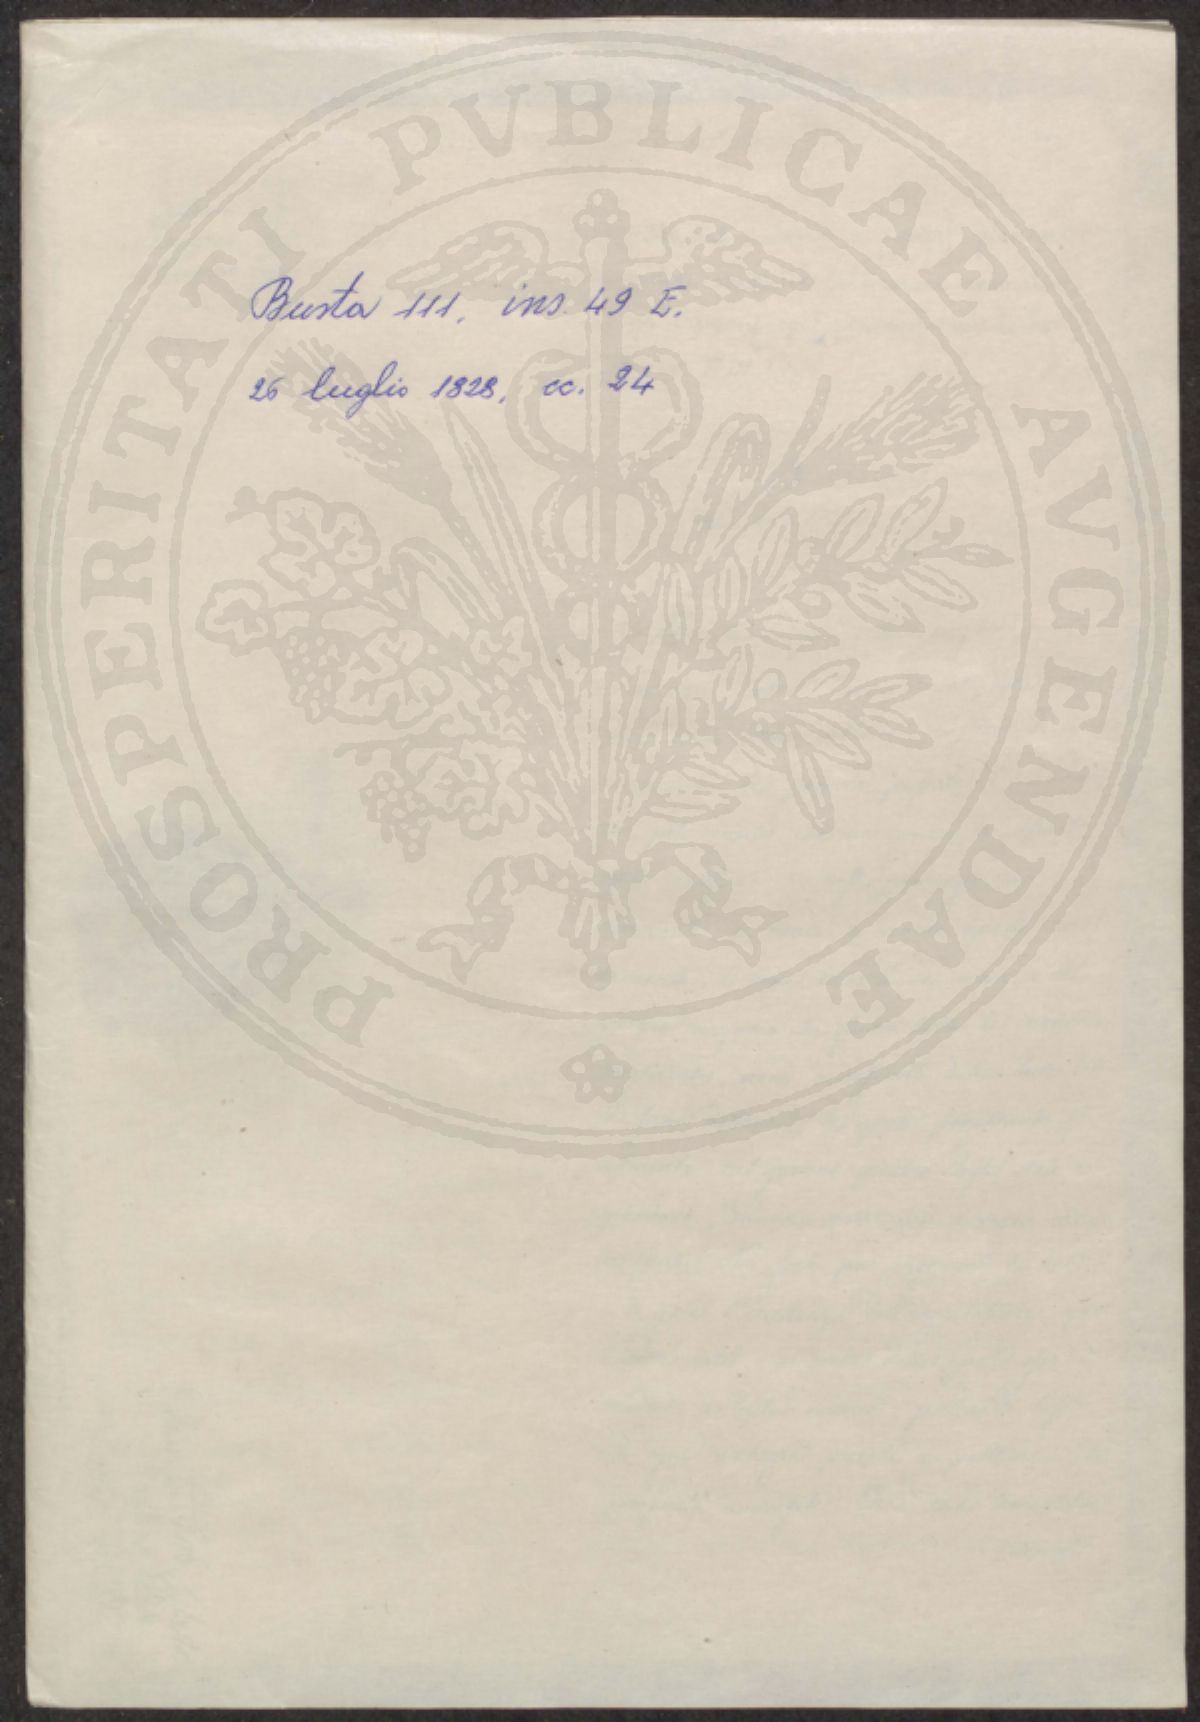 Busta 111, ins. 49 E.
26 luglio 1828, cc. 24
PROSPERITATI PVBLICAE AVGENDAE